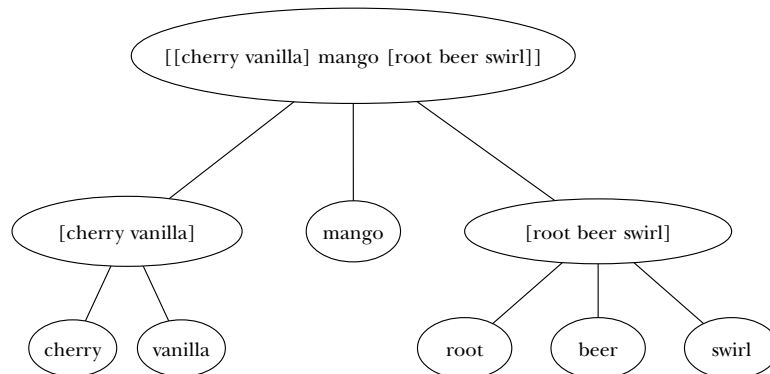 [[cherry vanilla] mango [root beer swirl]]
[cherry vanilla]
mango
[root beer swirl]
cherry
vanilla
root
beer
swirl